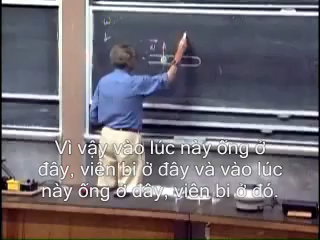 Vì vậy vào lúc này ống ở
đây, viên bi ở đây và vào lúc
này ống ở đây, viên bi ở đó.